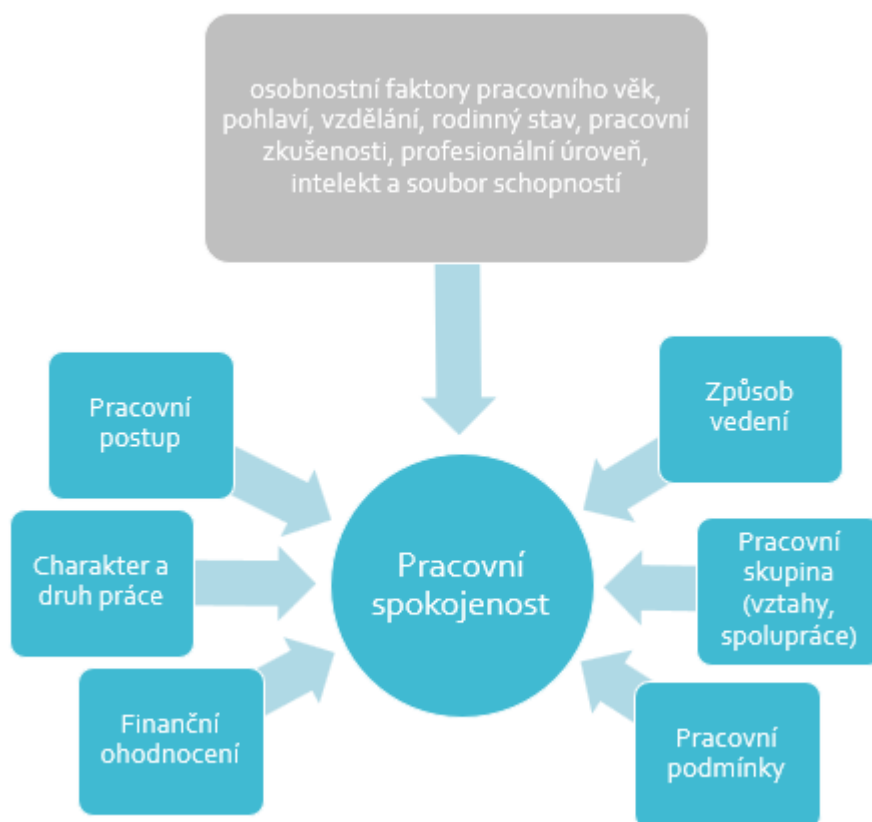 osobnostní faktory pracovního věk,
pohlaví, vzdělání, rodinný stav, pracovní
zkušenosti, profesionální úroveň,
intelekt a soubor schopností
Pracovní
postup
Způsob
vedení
Charakter a
druh práce
Pracovní
spokojenost
Pracovní
skupina
(vztahy,
spolupráce)
Finanční
ohodnocení
Pracovní
podmínky